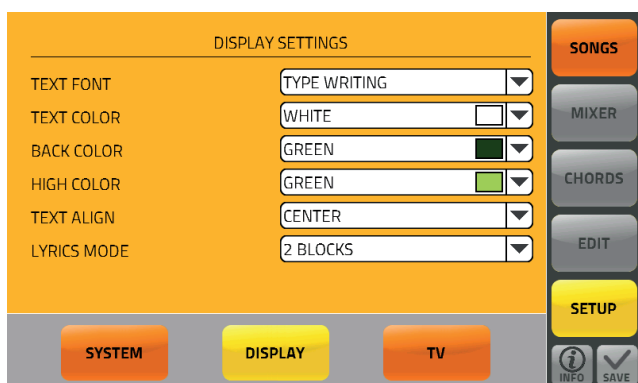 DISPLAY SETTINGS
TEXT FONT TYPE WRITING
TEXT COLOR WHITE
BACK COLOR GREEN
HIGH COLOR GREEN
TEXT ALIGN CENTER
LYRICS MODE 2 BLOCKS
SYSTEM DISPLAY TV
SONGS
MIXER
CHORDS
EDIT
SETUP
i
INFO SAVE